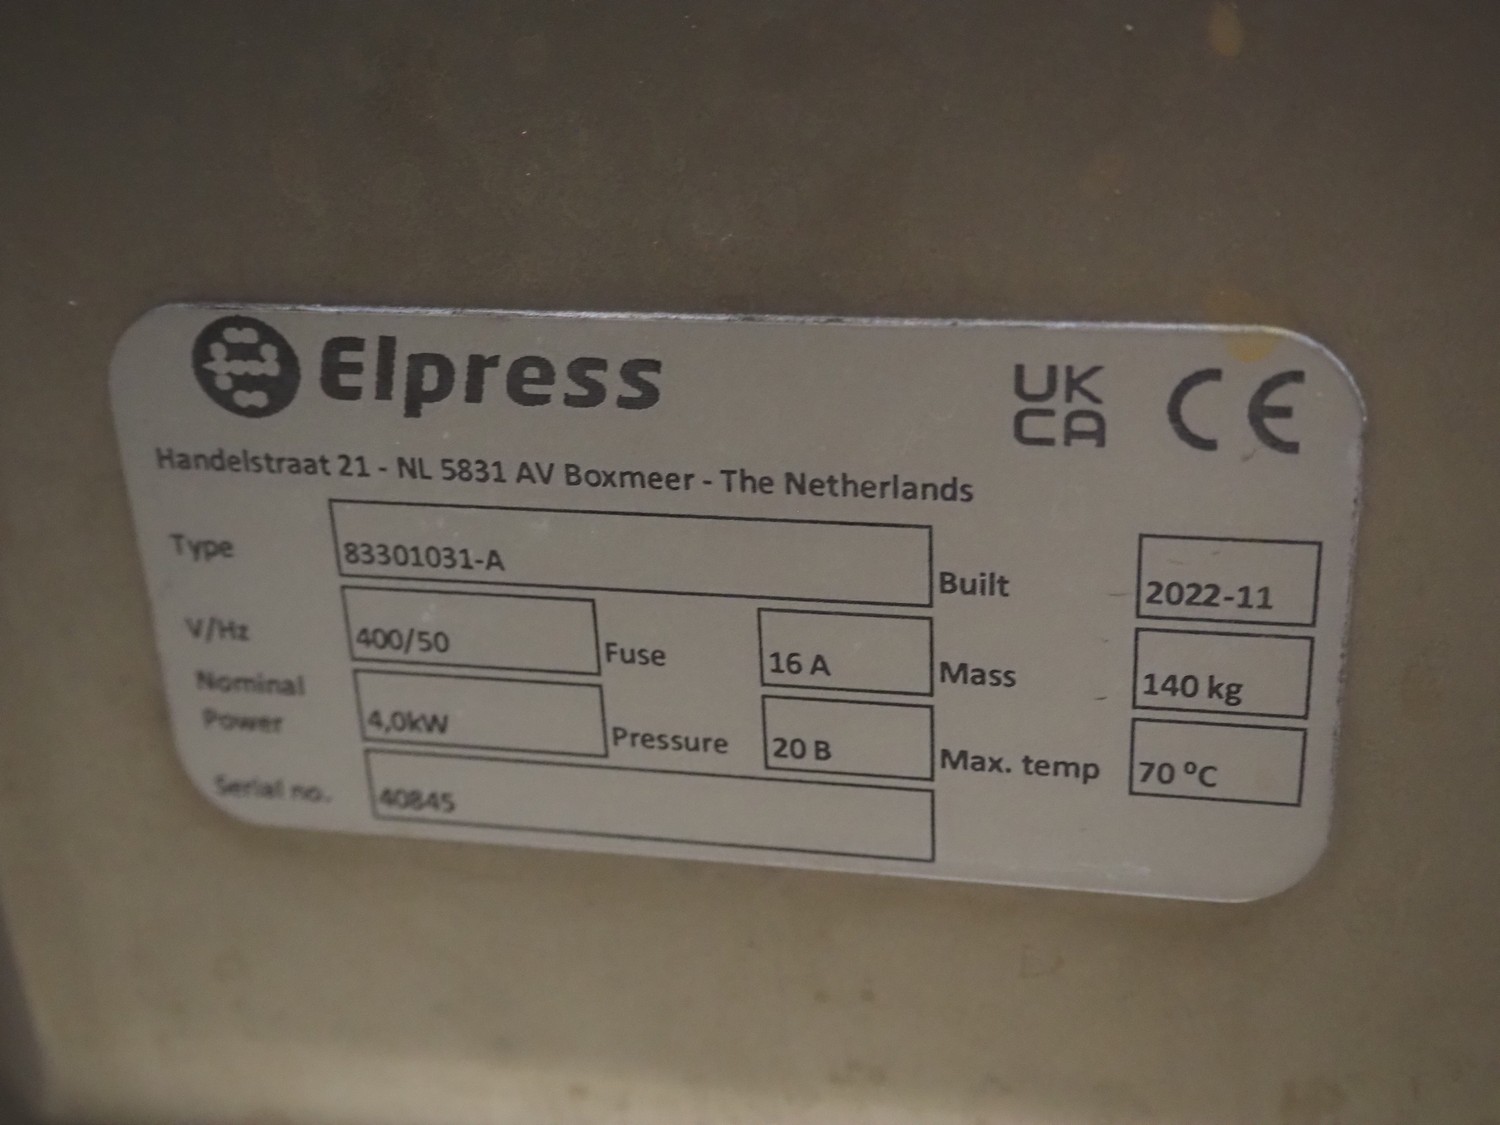 Elpress
UK
CA
CE
Handelstraat 21 - NL 5831 AV Boxmeer - The Netherlands
Type 83301031-A Built 2022-11
V/Hz 400/50 Fuse 16 A Mass 140 kg
Nominal
Power 4,0kW Pressure 20 B Max. temp 70 ºC
Serial no. 40845